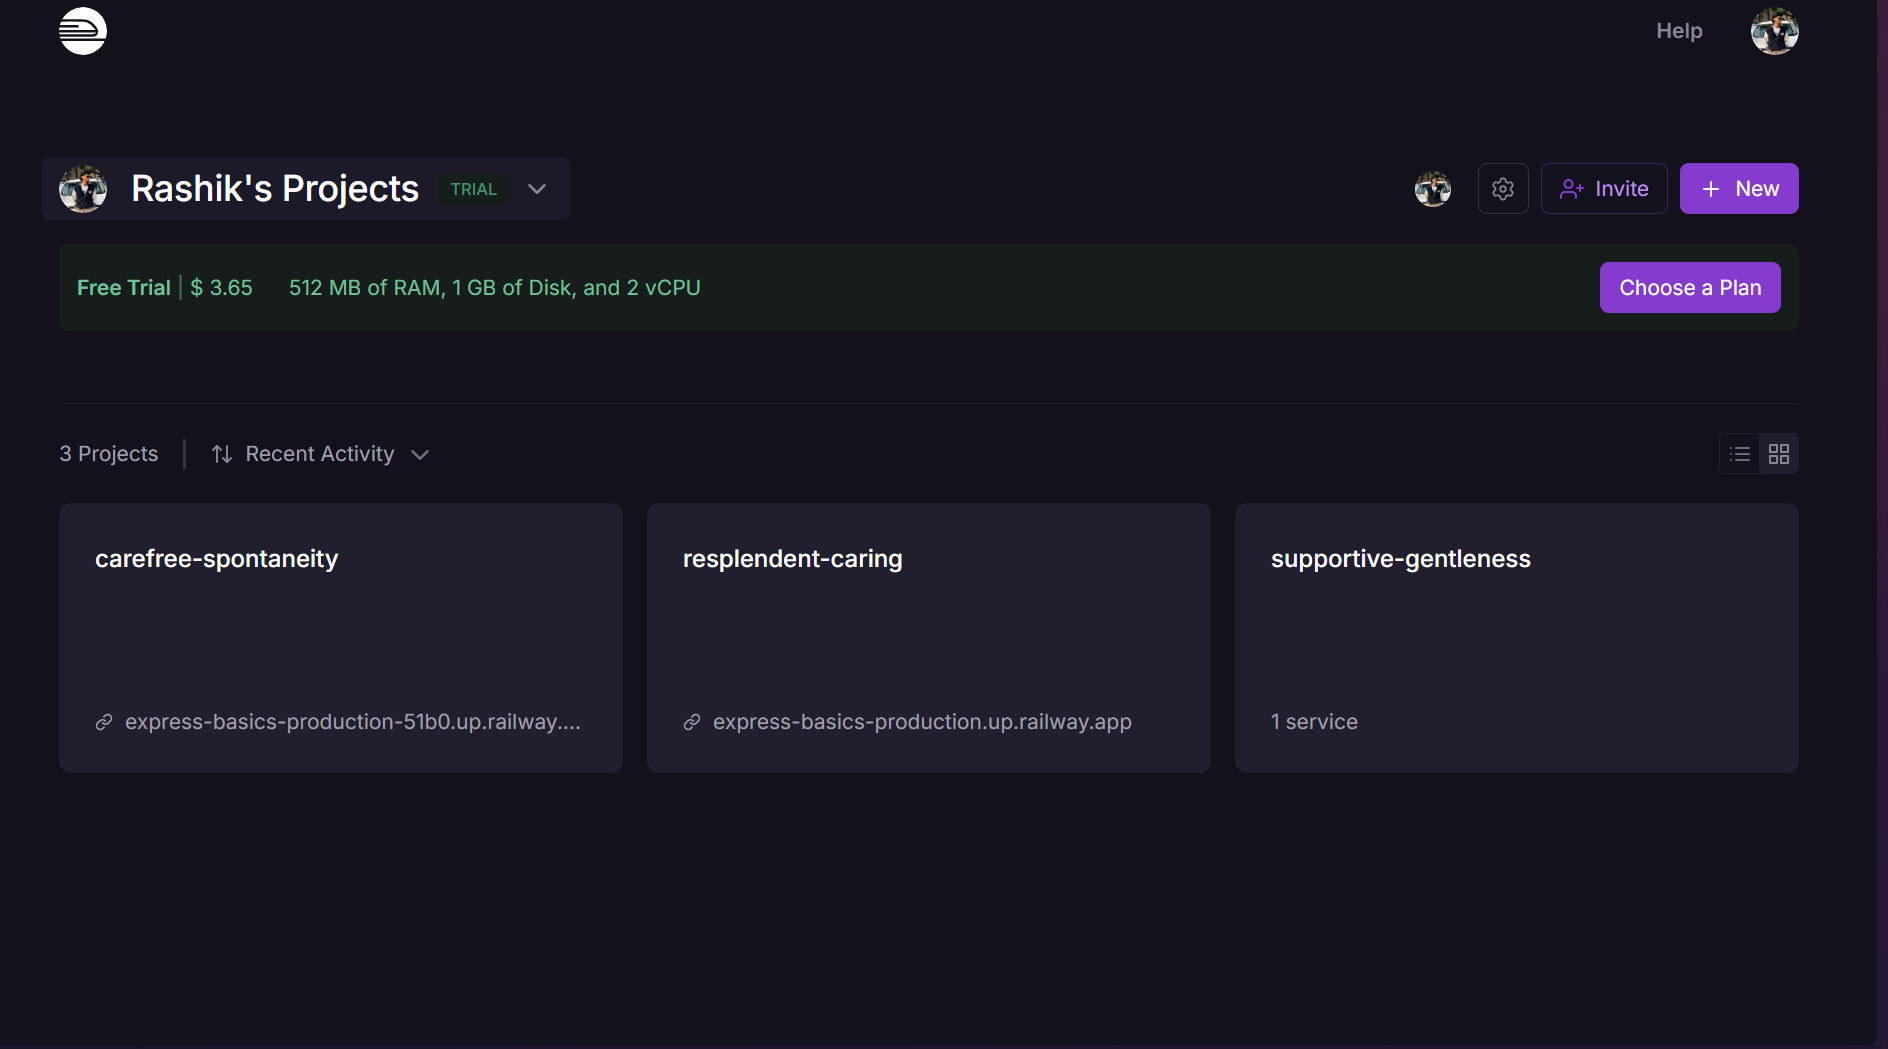 Help
Rashik's Projects TRIAL
Invite
New
Free Trial $ 3.65 512 MB of RAM, 1 GB of Disk, and 2 vCPU
Choose a Plan
3 Projects Recent Activity
carefree-spontaneity
express-basics-production-51b0.up.railway....
resplendent-caring
express-basics-production.up.railway.app
supportive-gentleness
1 service